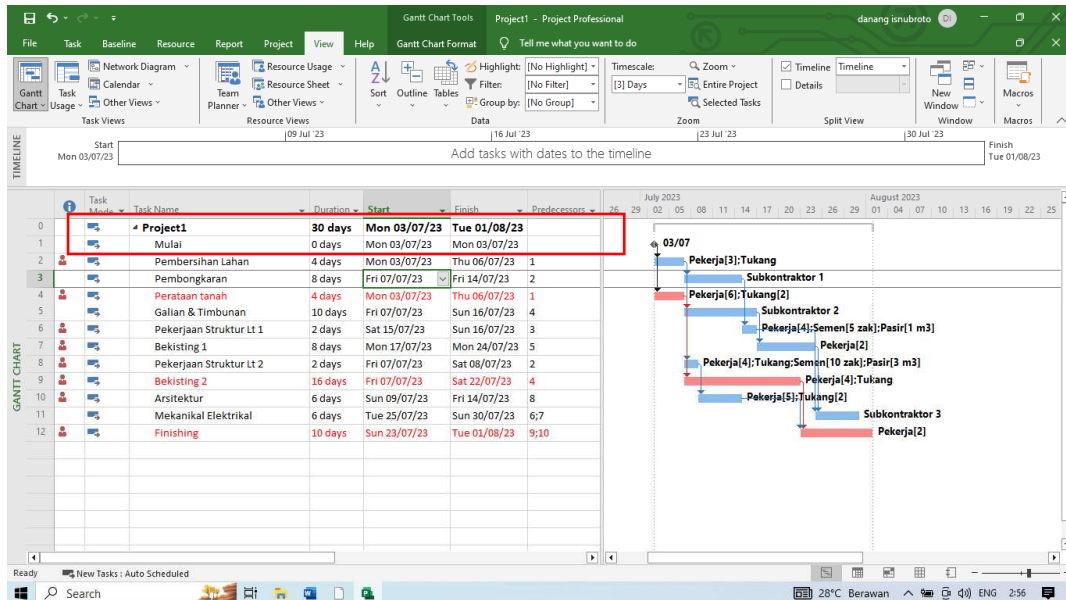 Gantt Chart Tools Project1 - Project Professional danang isnubroto DI
File Task Baseline Resource Report Project View Help Gantt Chart Format Tell me what you want to do
Gantt Chart Task Usage Network Diagram Calendar Other Views Task Views
Team Planner Resource Usage Resource Sheet Other Views Resource Views
Sort Outline Tables Highlight: [No Highlight] Filter: [No Filter] Group by: [No Group] Data
Timescale: [3] Days Zoom Entire Project Selected Tasks Zoom
Timeline Timeline Details Split View
New Window Window Macros Macros
TIMELINE
09 Jul '23 16 Jul '23 23 Jul '23 30 Jul '23
Start Mon 03/07/23 Add tasks with dates to the timeline Finish Tue 01/08/23
GANTT CHART
Task Mode Task Name Duration Start Finish Predecessors
July 2023 August 2023
26 29 02 05 08 11 14 17 20 23 26 29 01 04 07 10 13 16 19 22 25
0 Project1 30 days Mon 03/07/23 Tue 01/08/23
1 Mulai 0 days Mon 03/07/23 Mon 03/07/23 03/07
2 Pembersihan Lahan 4 days Mon 03/07/23 Thu 06/07/23 1 Pekerja[3];Tukang
3 Pembongkaran 8 days Fri 07/07/23 Fri 14/07/23 2 Subkontraktor 1
4 Perataan tanah 4 days Mon 03/07/23 Thu 06/07/23 1 Pekerja[6];Tukang[2]
5 Galian & Timbunan 10 days Fri 07/07/23 Sun 16/07/23 4 Subkontraktor 2
6 Pekerjaan Struktur Lt 1 2 days Sat 15/07/23 Sun 16/07/23 3 Pekerja[4];Semen[5 zak];Pasir[1 m3]
7 Bekisting 1 8 days Mon 17/07/23 Mon 24/07/23 5 Pekerja[2]
8 Pekerjaan Struktur Lt 2 2 days Fri 07/07/23 Sat 08/07/23 2 Pekerja[4];Tukang;Semen[10 zak];Pasir[3 m3]
9 Bekisting 2 16 days Fri 07/07/23 Sat 22/07/23 4 Pekerja[4];Tukang
10 Arsitektur 6 days Sun 09/07/23 Fri 14/07/23 8 Pekerja[5];Tukang[2]
11 Mekanikal Elektrikal 6 days Tue 25/07/23 Sun 30/07/23 6;7 Subkontraktor 3
12 Finishing 10 days Sun 23/07/23 Tue 01/08/23 9;10 Pekerja[2]
Ready New Tasks : Auto Scheduled
Search 28°C Berawan ENG 2:56